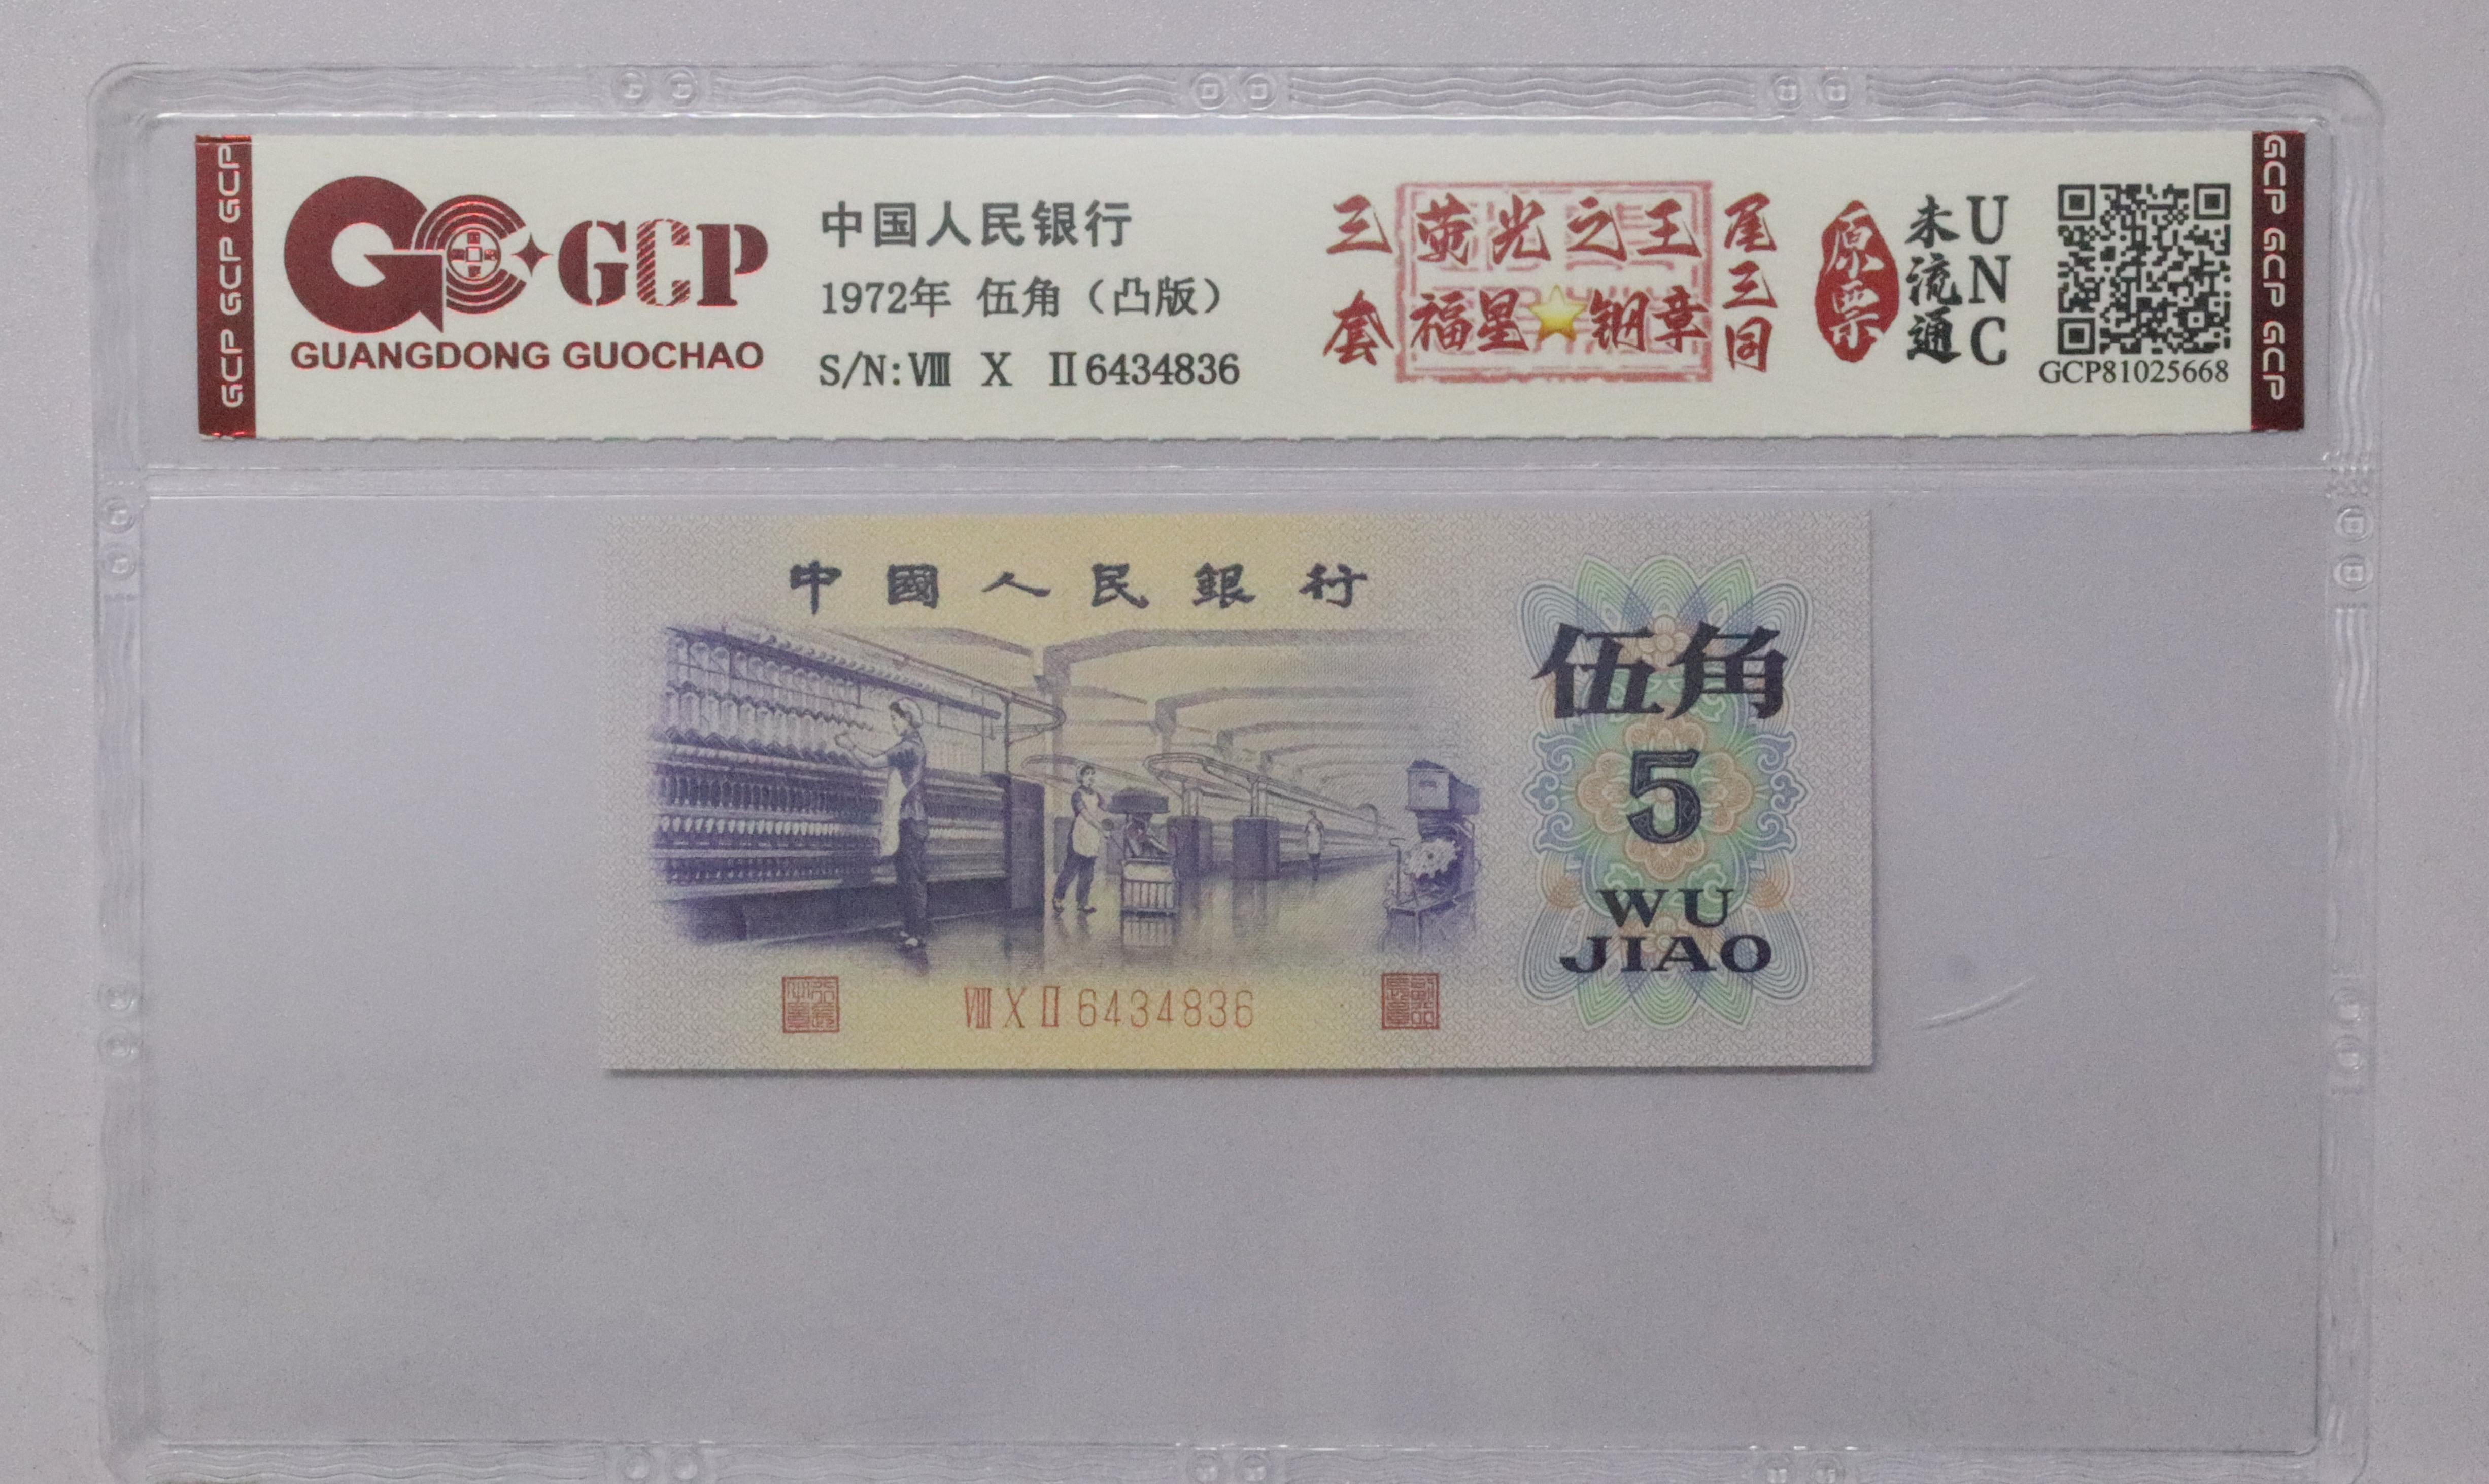 GCP GCP GCP
GCP
GUANGDONG GUOCHAO
中国人民银行
1972年 伍角（凸版）
S/N:Ⅷ Ⅹ Ⅱ6434836
三套
荧光之王
福星⭐钢章
尾三同
原票
未流通
UNC
GCP81025668
GCP GCP GCP
中國人民銀行
伍角
5
WU
JIAO
ⅧⅩⅡ6434836